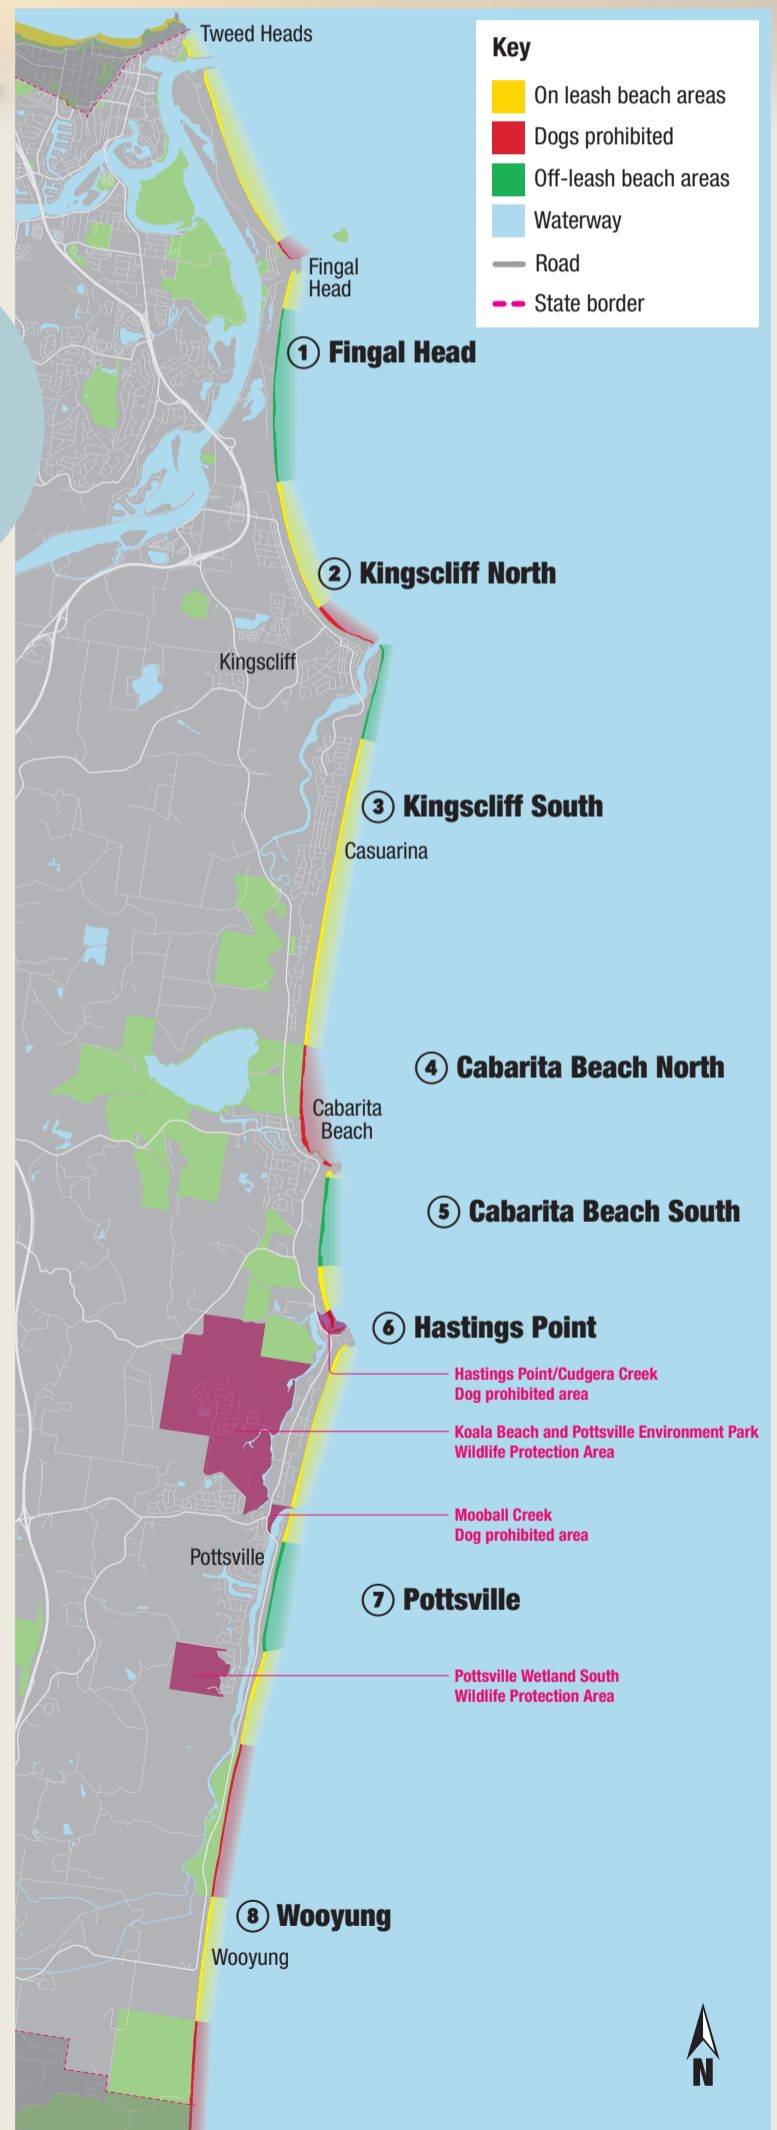 Tweed Heads
Key
On leash beach areas
Dogs prohibited
Off-leash beach areas
Waterway
Road
State border
Fingal
Head
1 Fingal Head
2 Kingscliff North
Kingscliff
3 Kingscliff South
Casuarina
4 Cabarita Beach North
Cabarita
Beach
5 Cabarita Beach South
6 Hastings Point
Hastings Point/Cudgera Creek
Dog prohibited area
Koala Beach and Pottsville Environment Park
Wildlife Protection Area
Mooball Creek
Dog prohibited area
Pottsville
7 Pottsville
Pottsville Wetland South
Wildlife Protection Area
8 Wooyung
Wooyung
N